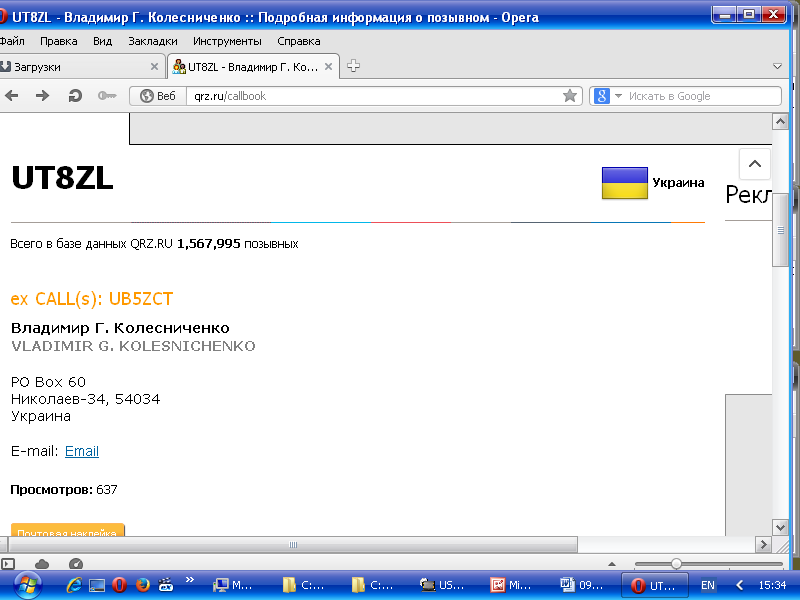 UT8ZL - Владимир Г. Колесниченко :: Подробная информация о позывном - Opera
Файл Правка Вид Закладки Инструменты Справка
Загрузки UT8ZL - Владимир Г. Ко...
Веб qrz.ru/callbook Искать в Google
UT8ZL
Украина
Рекл
Всего в базе данных QRZ.RU 1,567,995 позывных
ex CALL(s): UB5ZCT
Владимир Г. Колесниченко
VLADIMIR G. KOLESNICHENKO
PO Box 60
Николаев-34, 54034
Украина
E-mail: Email
Просмотров: 637
Почтовая наклейка
M... C:... C:... US... Mi... 09... UT... EN 15:34